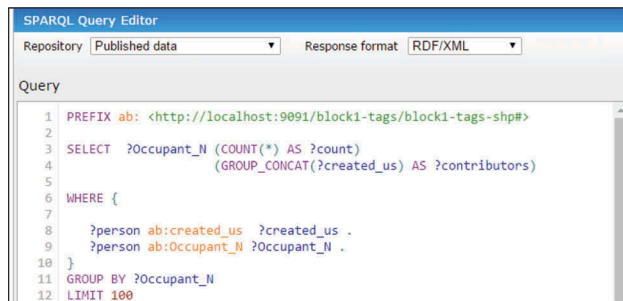 SPARQL Query Editor
Repository Published data Response format RDF/XML
Query
1 PREFIX ab: <http://localhost:9091/block1-tags/block1-tags-shp#>
2
3 SELECT ?Occupant_N (COUNT(*) AS ?count)
4 (GROUP_CONCAT(?created_us) AS ?contributors)
5
6 WHERE {
7
8 ?person ab:created_us ?created_us .
9 ?person ab:Occupant_N ?Occupant_N .
10 }
11 GROUP BY ?Occupant_N
12 LIMIT 100